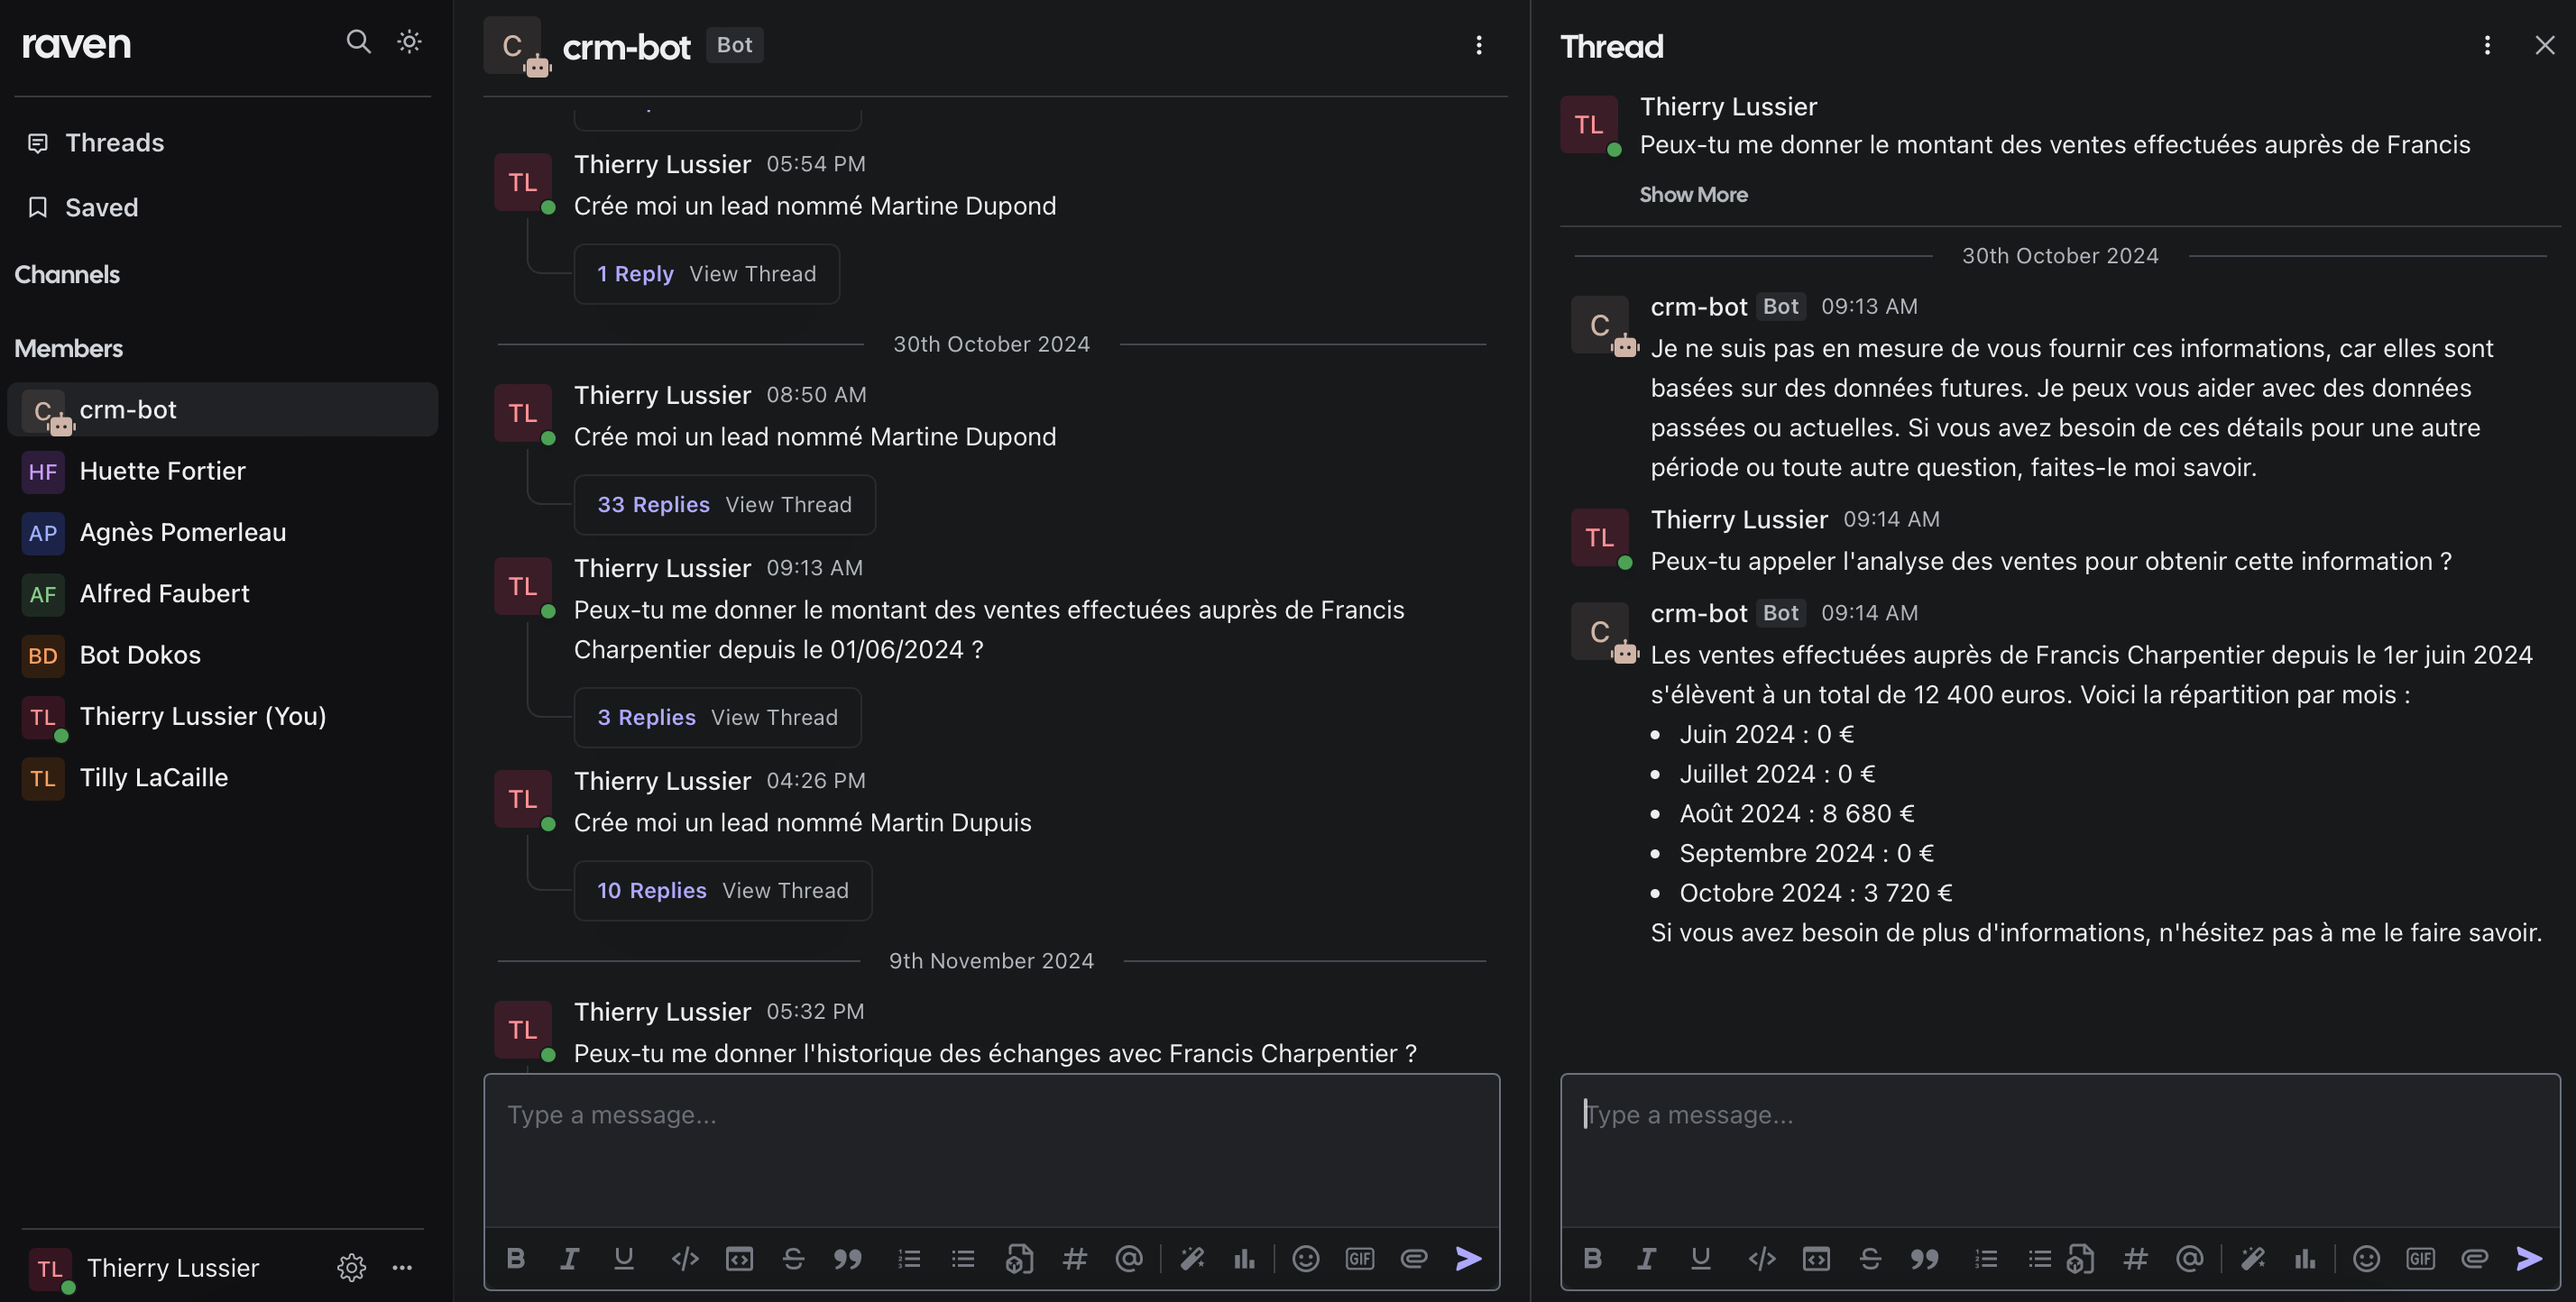 raven
Threads
Saved
Channels
Members
C crm-bot
HF Huette Fortier
AP Agnès Pomerleau
AF Alfred Faubert
BD Bot Dokos
TL Thierry Lussier (You)
TL Tilly LaCaille
TL Thierry Lussier
C crm-bot Bot
TL Thierry Lussier 05:54 PM
Crée moi un lead nommé Martine Dupond
1 Reply View Thread
30th October 2024
TL Thierry Lussier 08:50 AM
Crée moi un lead nommé Martine Dupond
33 Replies View Thread
TL Thierry Lussier 09:13 AM
Peux-tu me donner le montant des ventes effectuées auprès de Francis
Charpentier depuis le 01/06/2024 ?
3 Replies View Thread
TL Thierry Lussier 04:26 PM
Crée moi un lead nommé Martin Dupuis
10 Replies View Thread
9th November 2024
TL Thierry Lussier 05:32 PM
Peux-tu me donner l'historique des échanges avec Francis Charpentier ?
Type a message...
GIF
Thread
TL Thierry Lussier
Peux-tu me donner le montant des ventes effectuées auprès de Francis
Show More
30th October 2024
C crm-bot Bot 09:13 AM
Je ne suis pas en mesure de vous fournir ces informations, car elles sont
basées sur des données futures. Je peux vous aider avec des données
passées ou actuelles. Si vous avez besoin de ces détails pour une autre
période ou toute autre question, faites-le moi savoir.
TL Thierry Lussier 09:14 AM
Peux-tu appeler l'analyse des ventes pour obtenir cette information ?
C crm-bot Bot 09:14 AM
Les ventes effectuées auprès de Francis Charpentier depuis le 1er juin 2024
s'élèvent à un total de 12 400 euros. Voici la répartition par mois :
• Juin 2024 : 0 €
• Juillet 2024 : 0 €
• Août 2024 : 8 680 €
• Septembre 2024 : 0 €
• Octobre 2024 : 3 720 €
Si vous avez besoin de plus d'informations, n'hésitez pas à me le faire savoir.
Type a message...
GIF